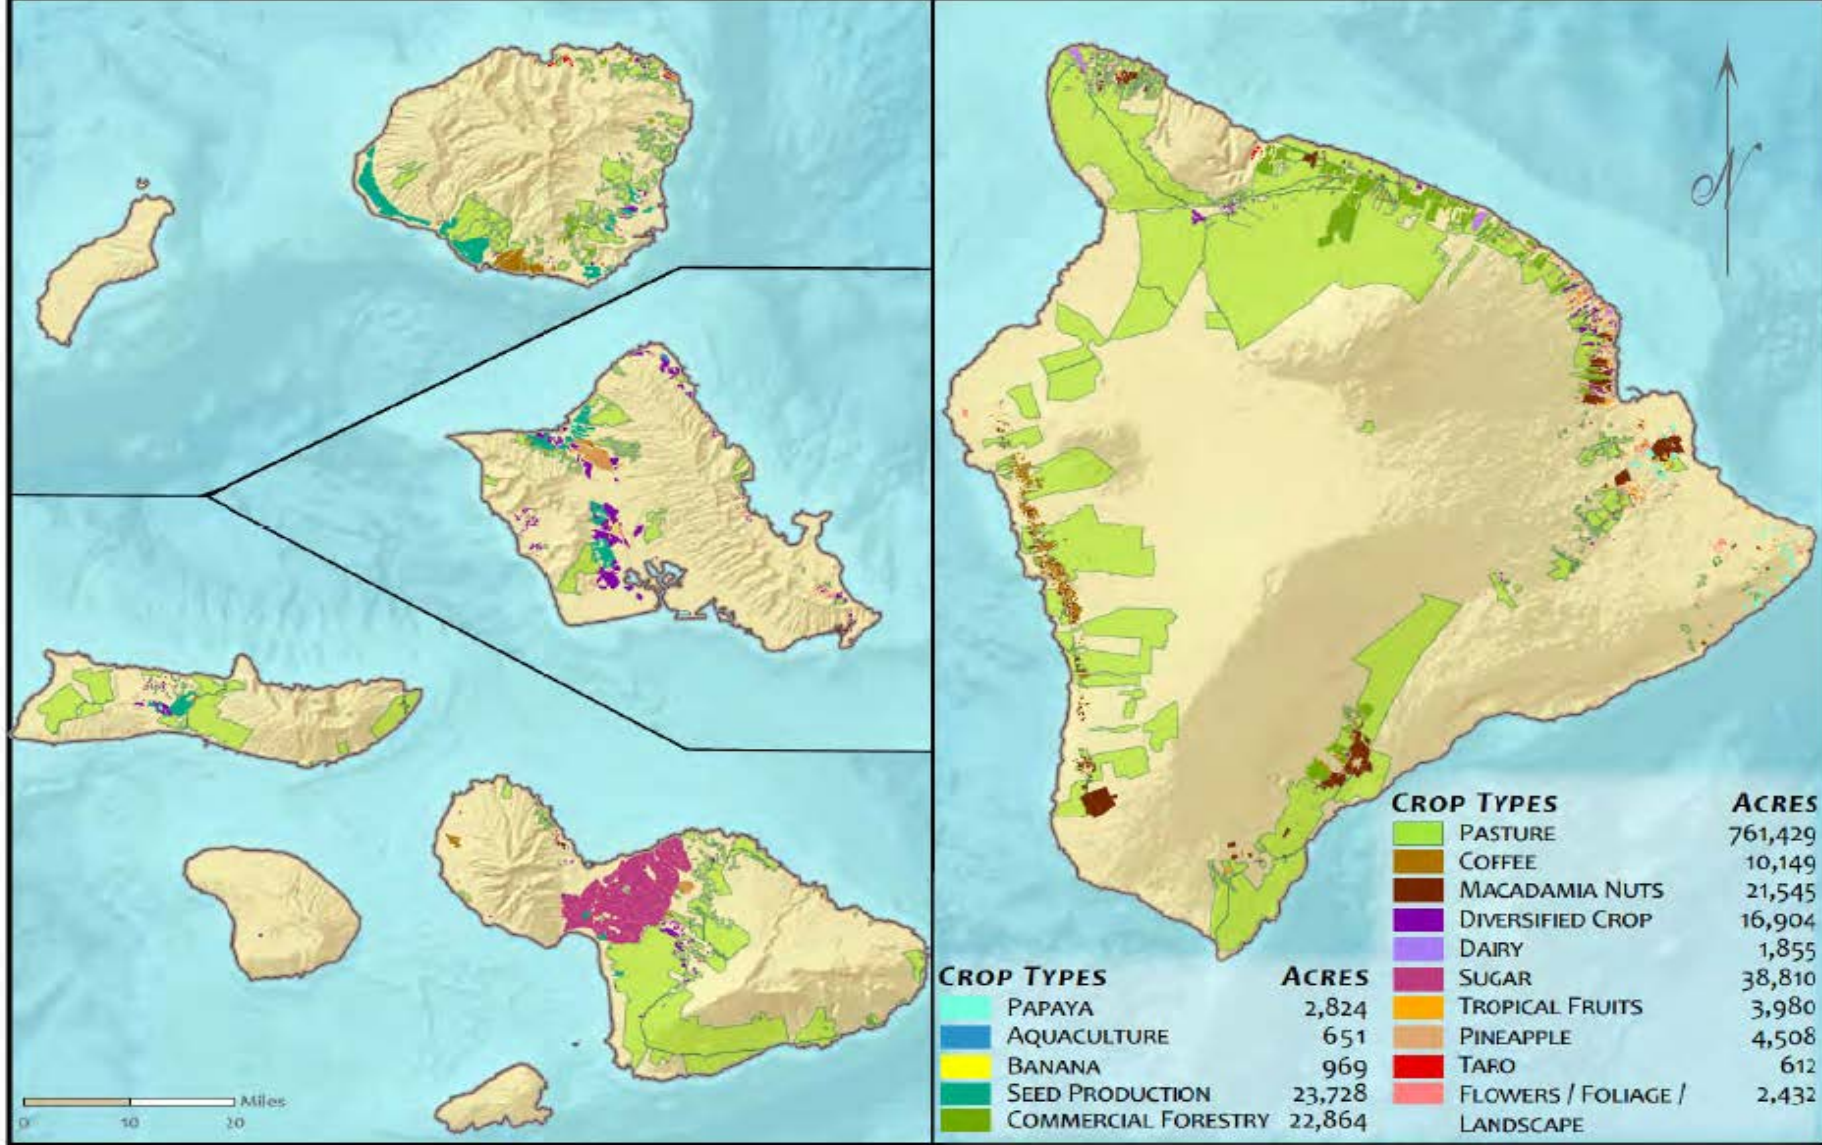 N
CROP TYPES ACRES
PASTURE 761,429
COFFEE 10,149
MACADAMIA NUTS 21,545
DIVERSIFIED CROP 16,904
DAIRY 1,855
SUGAR 38,810
TROPICAL FRUITS 3,980
PINEAPPLE 4,508
TARO 612
FLOWERS / FOLIAGE / 2,432
LANDSCAPE
CROP TYPES ACRES
PAPAYA 2,824
AQUACULTURE 651
BANANA 969
SEED PRODUCTION 23,728
COMMERCIAL FORESTRY 22,864
Miles
0 10 20